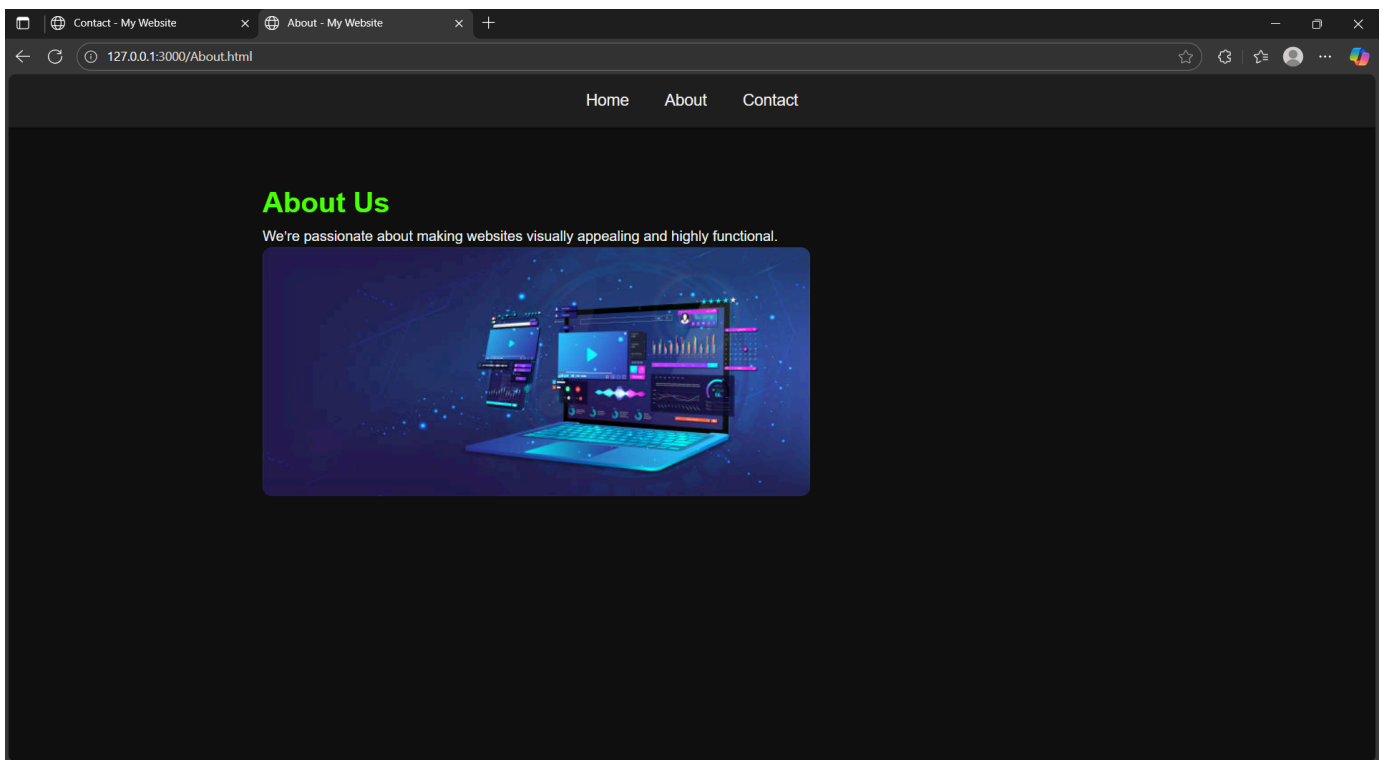 Contact - My Website
About - My Website
127.0.0.1:3000/About.html
Home About Contact
About Us
We're passionate about making websites visually appealing and highly functional.